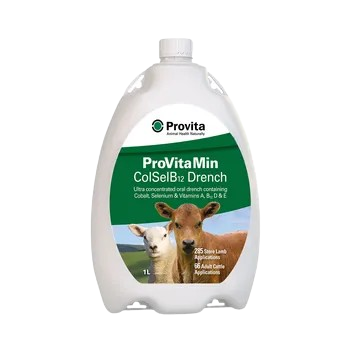 Provita
Animal Health Naturally
ProVitaMin
ColSelB₁₂ Drench
Ultra concentrated oral drench containing
Cobalt, Selenium & Vitamins A, B₁₂ D & E
285 Store Lamb
Applications
66 Adult Cattle
Applications
1L